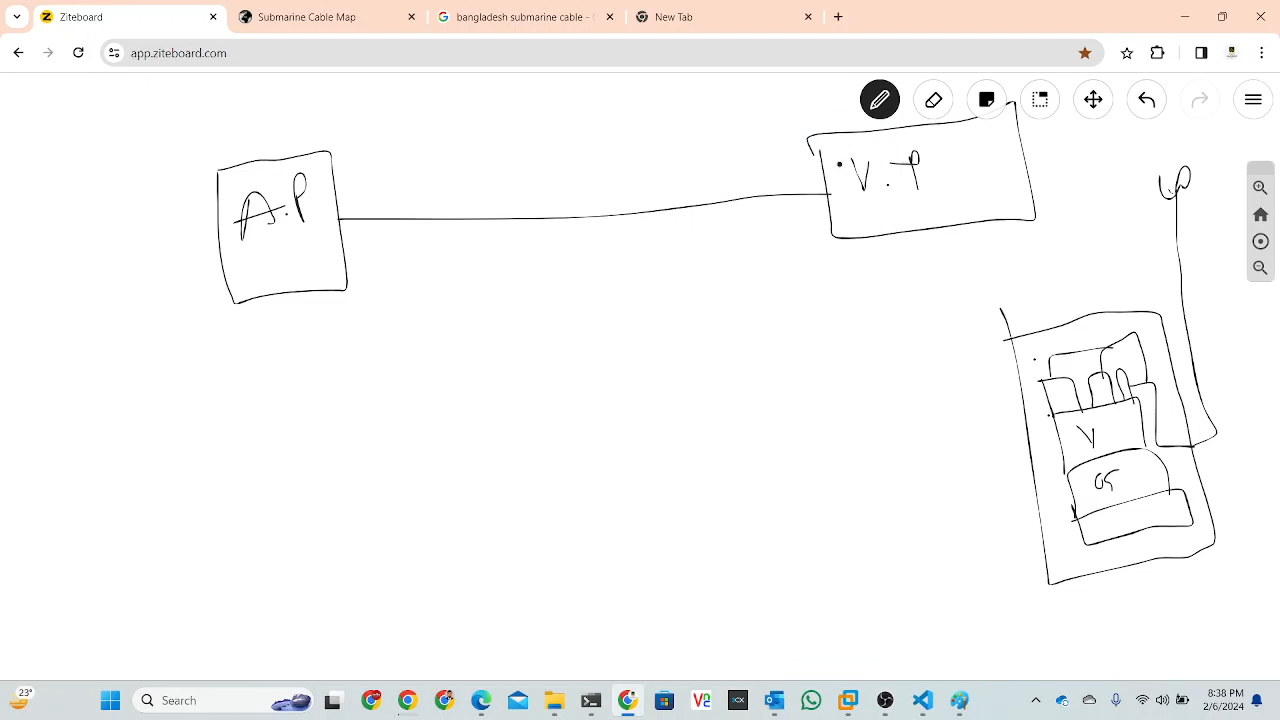 Ziteboard
Submarine Cable Map
bangladesh submarine cable - G
New Tab
app.ziteboard.com
A.P
V.P
V
OS
23°
Search
8:38 PM
2/6/2024